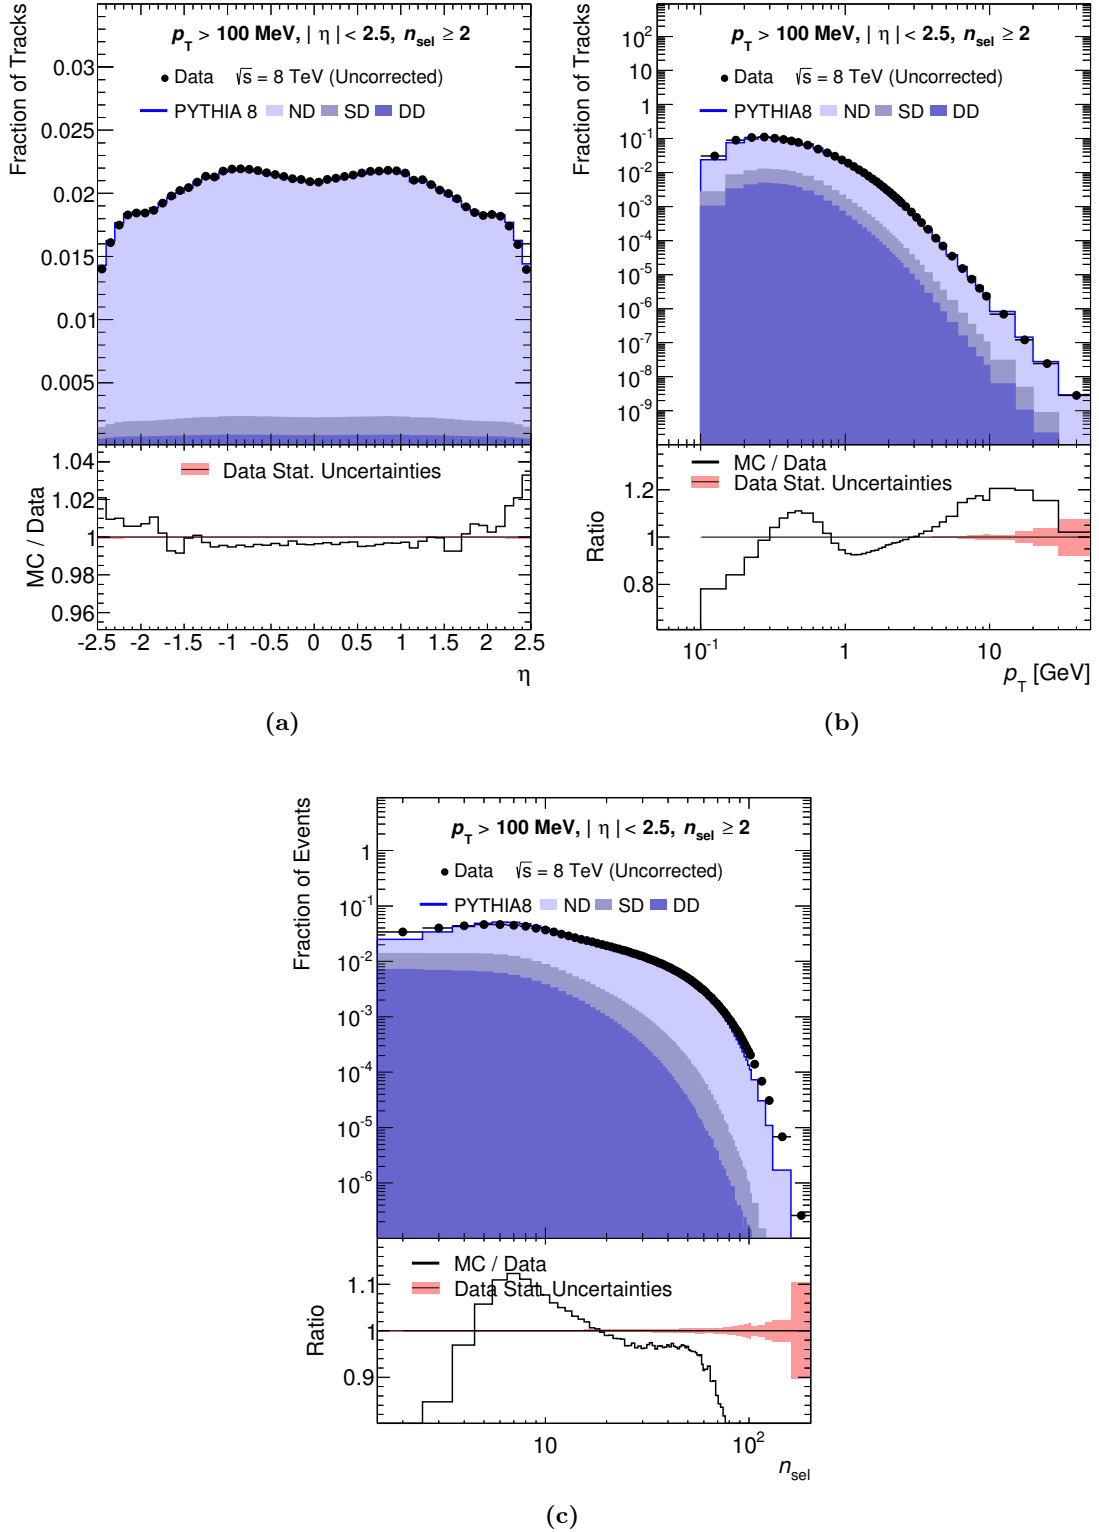 Fraction of Tracks
p_T > 100 MeV, | η | < 2.5, n_sel ≥ 2
Data √s = 8 TeV (Uncorrected)
PYTHIA 8 ND SD DD
0.03
0.025
0.02
0.015
0.01
0.005
MC / Data
1.04
1.02
1
0.98
0.96
Data Stat. Uncertainties
-2.5 -2 -1.5 -1 -0.5 0 0.5 1 1.5 2 2.5
η
(a)
Fraction of Tracks
p_T > 100 MeV, | η | < 2.5, n_sel ≥ 2
Data √s = 8 TeV (Uncorrected)
PYTHIA8 ND SD DD
10^2
10
1
10^-1
10^-2
10^-3
10^-4
10^-5
10^-6
10^-7
10^-8
10^-9
Ratio
MC / Data
Data Stat. Uncertainties
1.2
1
0.8
10^-1 1 10
p_T [GeV]
(b)
Fraction of Events
p_T > 100 MeV, | η | < 2.5, n_sel ≥ 2
Data √s = 8 TeV (Uncorrected)
PYTHIA8 ND SD DD
1
10^-1
10^-2
10^-3
10^-4
10^-5
10^-6
Ratio
MC / Data
Data Stat. Uncertainties
1.1
1
0.9
10 10^2
n_sel
(c)